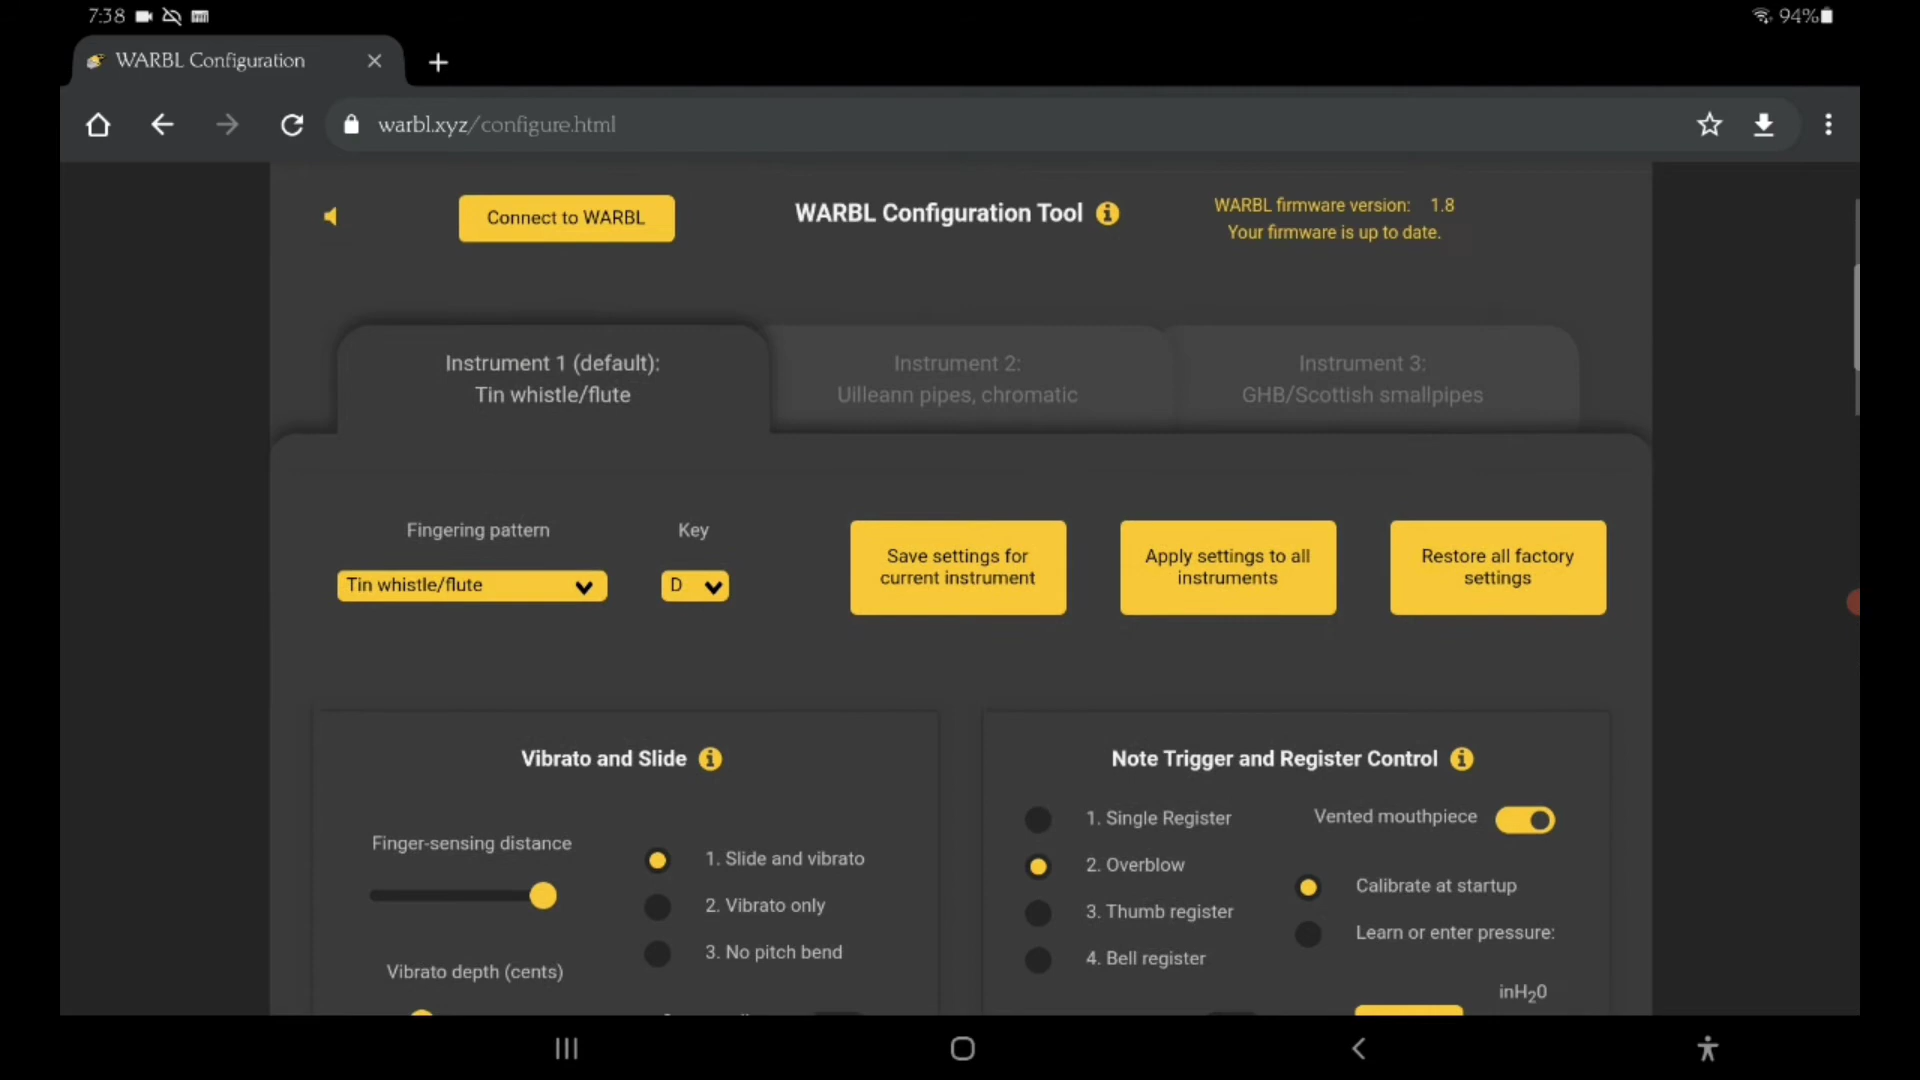 7:38
94%
WARBL Configuration
warbl.xyz/configure.html
Connect to WARBL
WARBL Configuration Tool
WARBL firmware version: 1.8
Your firmware is up to date.
Instrument 1 (default):
Tin whistle/flute
Instrument 2:
Uilleann pipes, chromatic
Instrument 3:
GHB/Scottish smallpipes
Fingering pattern
Key
Tin whistle/flute
D
Save settings for
current instrument
Apply settings to all
instruments
Restore all factory
settings
Vibrato and Slide
Finger-sensing distance
1. Slide and vibrato
2. Vibrato only
3. No pitch bend
Vibrato depth (cents)
Note Trigger and Register Control
1. Single Register
2. Overblow
3. Thumb register
4. Bell register
Vented mouthpiece
Calibrate at startup
Learn or enter pressure:
inH20